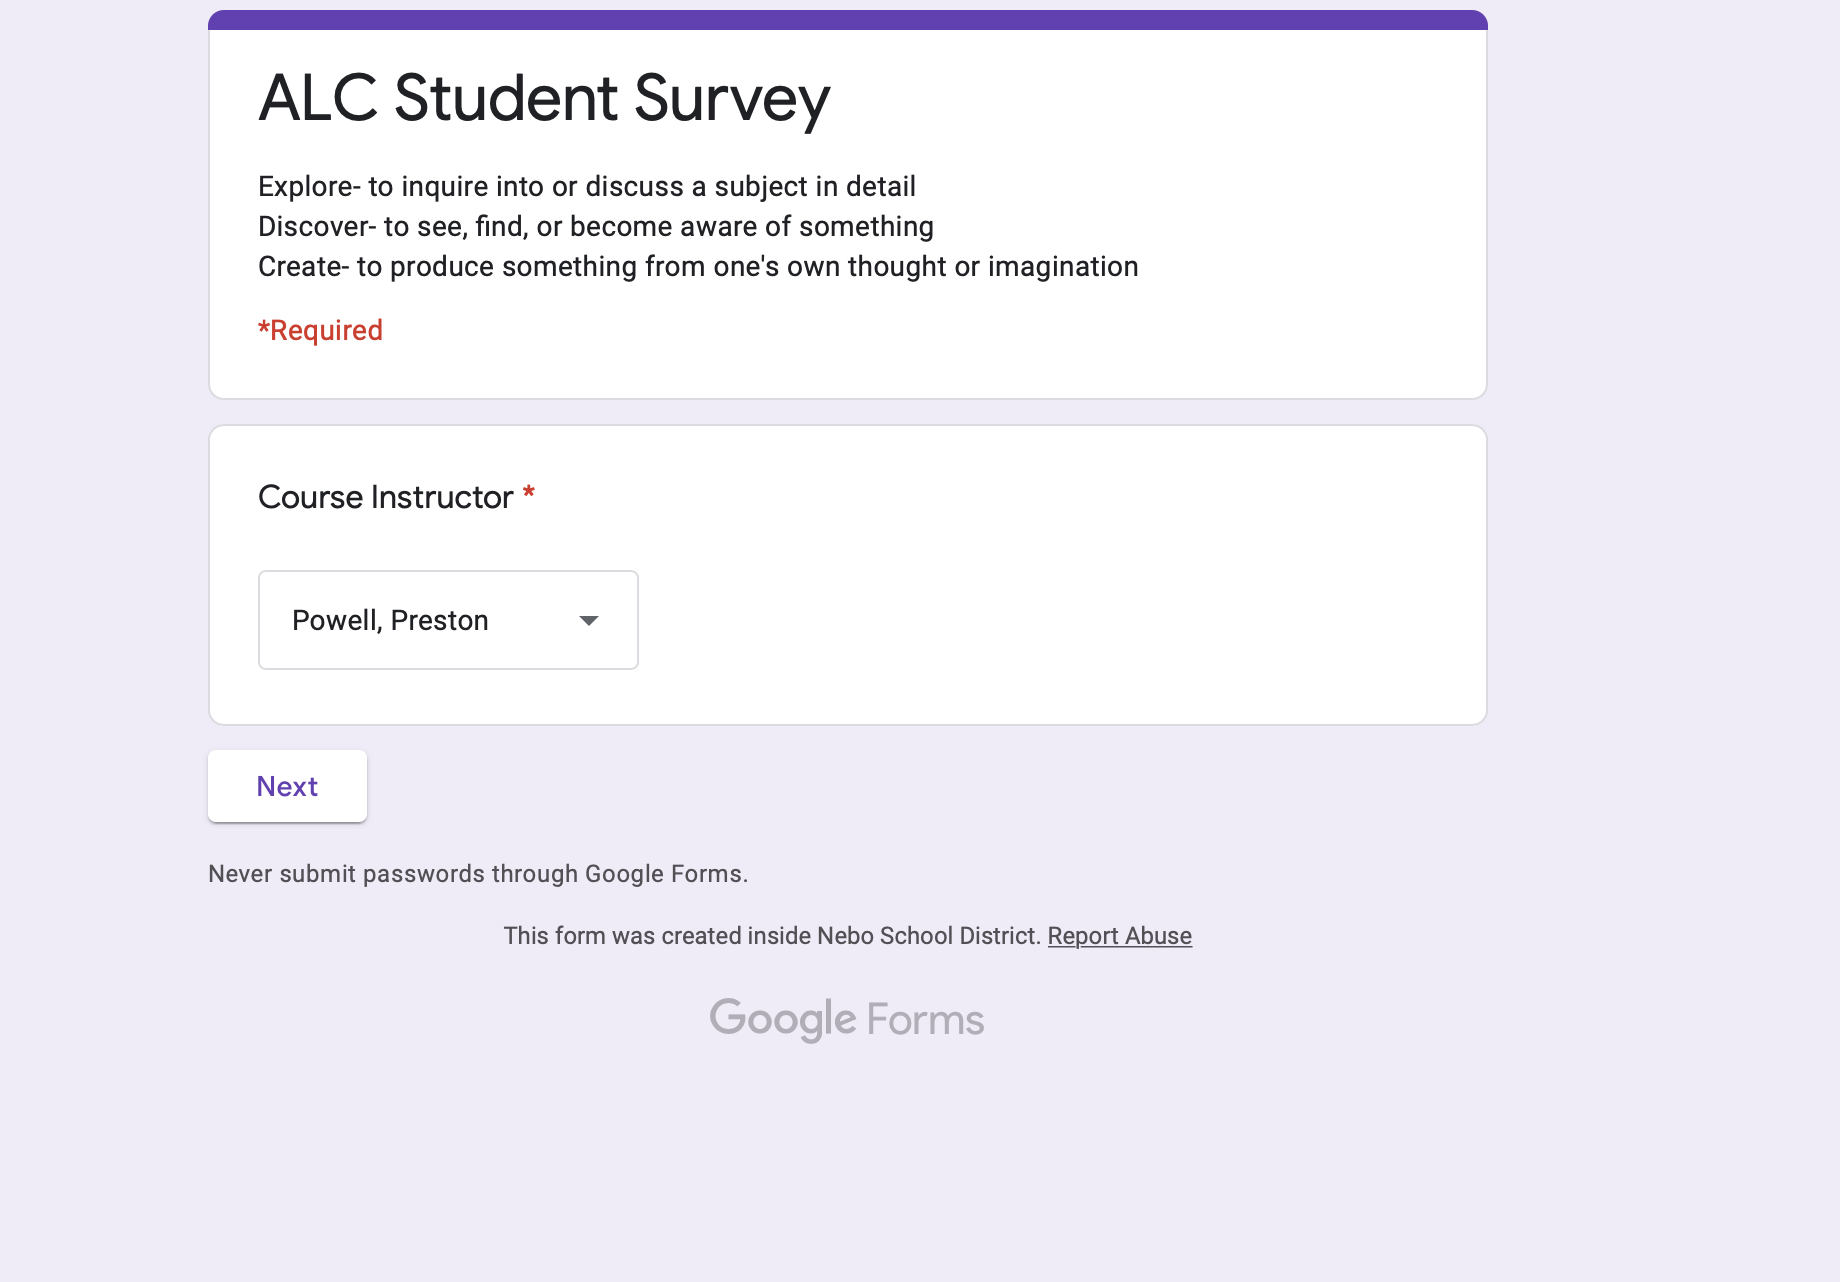 ALC Student Survey
Explore- to inquire into or discuss a subject in detail
Discover- to see, find, or become aware of something
Create- to produce something from one's own thought or imagination
*Required
Course Instructor *
Powell, Preston
Next
Never submit passwords through Google Forms.
This form was created inside Nebo School District. Report Abuse
Google Forms